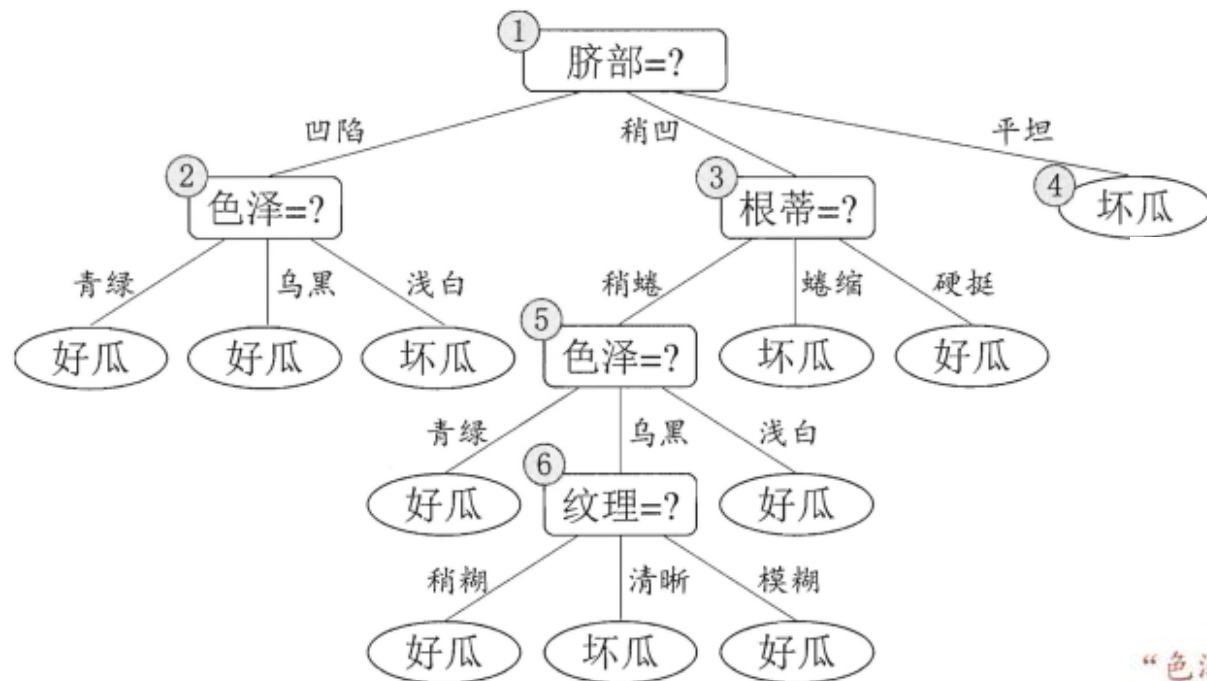 ①
脐部=?
凹陷 稍凹 平坦
② ③ ④
色泽=? 根蒂=? 坏瓜
青绿 乌黑 浅白 稍蜷 蜷缩 硬挺
⑤
好瓜 好瓜 坏瓜 色泽=? 坏瓜 好瓜
青绿 乌黑 浅白
⑥
好瓜 纹理=? 好瓜
稍糊 清晰 模糊
好瓜 坏瓜 好瓜
“色